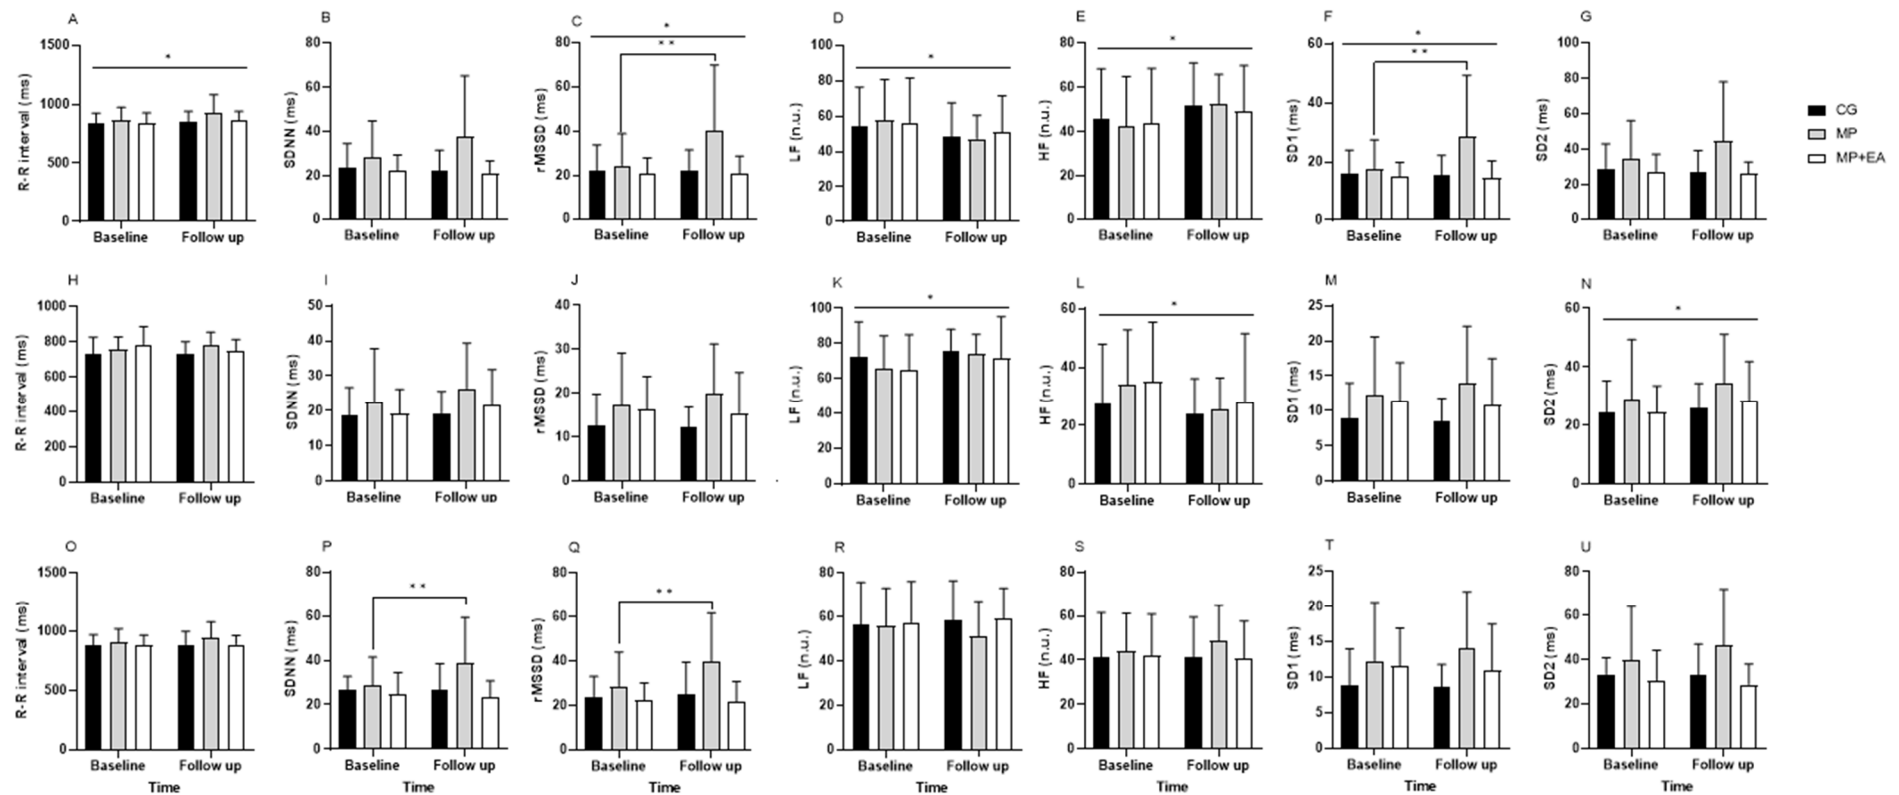 A
R-R interval (ms)
1500
1000
500
0
*
Baseline
Follow up
B
SDNN (ms)
80
60
40
20
0
Baseline
Follow up
C
rMSSD (ms)
80
60
40
20
0
*
**
Baseline
Follow up
D
LF (n.u.)
100
80
60
40
20
0
*
Baseline
Follow up
E
HF (n.u.)
80
60
40
20
0
*
Baseline
Follow up
F
SD1 (ms)
60
40
20
0
*
**
Baseline
Follow up
G
SD2 (ms)
100
80
60
40
20
0
Baseline
Follow up
CG
MP
MP+EA
H
R-R interval (ms)
1000
800
600
400
200
0
Baseline
Follow up
I
SDNN (ms)
50
40
30
20
10
0
Baseline
Follow up
J
rMSSD (ms)
40
30
20
10
0
Baseline
Follow up
K
LF (n.u.)
100
80
60
40
20
0
*
Baseline
Follow up
L
HF (n.u.)
60
40
20
0
*
Baseline
Follow up
M
SD1 (ms)
25
20
15
10
5
0
Baseline
Follow up
N
SD2 (ms)
60
40
20
0
*
Baseline
Follow up
O
R-R interval (ms)
1500
1000
500
0
Baseline
Follow up
Time
P
SDNN (ms)
80
60
40
20
0
**
Baseline
Follow up
Time
Q
rMSSD (ms)
80
60
40
20
0
**
Baseline
Follow up
Time
R
LF (n.u.)
80
60
40
20
0
Baseline
Follow up
Time
S
HF (n.u.)
80
60
40
20
0
Baseline
Follow up
Time
T
SD1 (ms)
25
20
15
10
5
0
Baseline
Follow up
Time
U
SD2 (ms)
80
60
40
20
0
Baseline
Follow up
Time